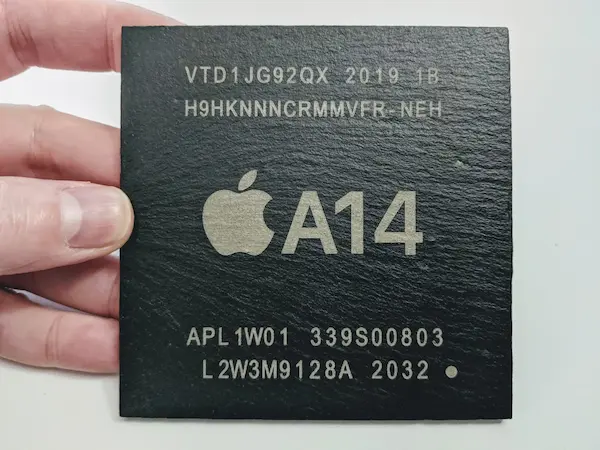 VTD1JG92QX 2019 1B
H9HKNNNCRMMVFR-NEH
A14
APL1W01 339S00803
L2W3M9128A 2032